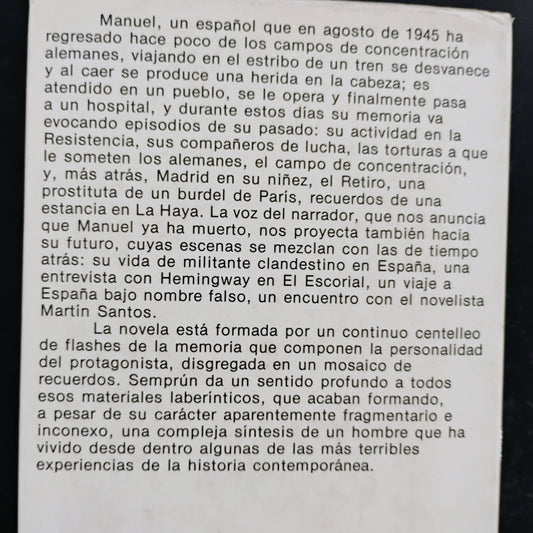 Manuel, un español que en agosto de 1945 ha
regresado hace poco de los campos de concentración
alemanes, viajando en el estribo de un tren se desvanece
y al caer se produce una herida en la cabeza; es
atendido en un pueblo, se le opera y finalmente pasa
a un hospital, y durante estos días su memoria va
evocando episodios de su pasado: su actividad en la
Resistencia, sus compañeros de lucha, las torturas a que
le someten los alemanes, el campo de concentración,
y, más atrás, Madrid en su niñez, el Retiro, una
prostituta de un burdel de París, recuerdos de una
estancia en La Haya. La voz del narrador, que nos anuncia
que Manuel ya ha muerto, nos proyecta también hacia
su futuro, cuyas escenas se mezclan con las de tiempo
atrás: su vida de militante clandestino en España, una
entrevista con Hemingway en El Escorial, un viaje a
España bajo nombre falso, un encuentro con el novelista
Martín Santos.
La novela está formada por un continuo centelleo
de flashes de la memoria que componen la personalidad
del protagonista, disgregada en un mosaico de
recuerdos. Semprún da un sentido profundo a todos
esos materiales laberínticos, que acaban formando,
a pesar de su carácter aparentemente fragmentario e
inconexo, una compleja síntesis de un hombre que ha
vivido desde dentro algunas de las más terribles
experiencias de la historia contemporánea.